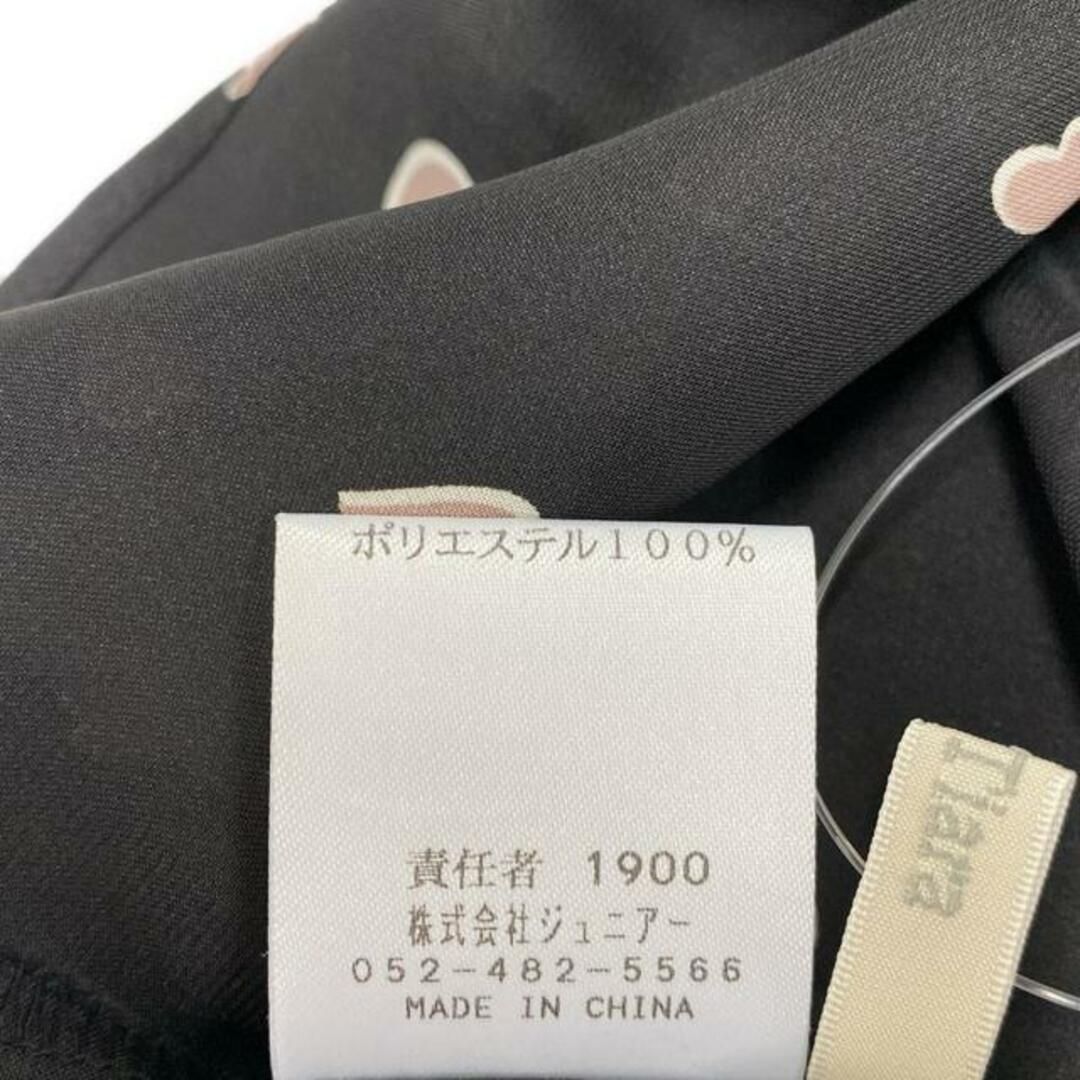 ポリエステル100%
責任者 1900
株式会社ジュニアー
052-482-5566
MADE IN CHINA
Tiara